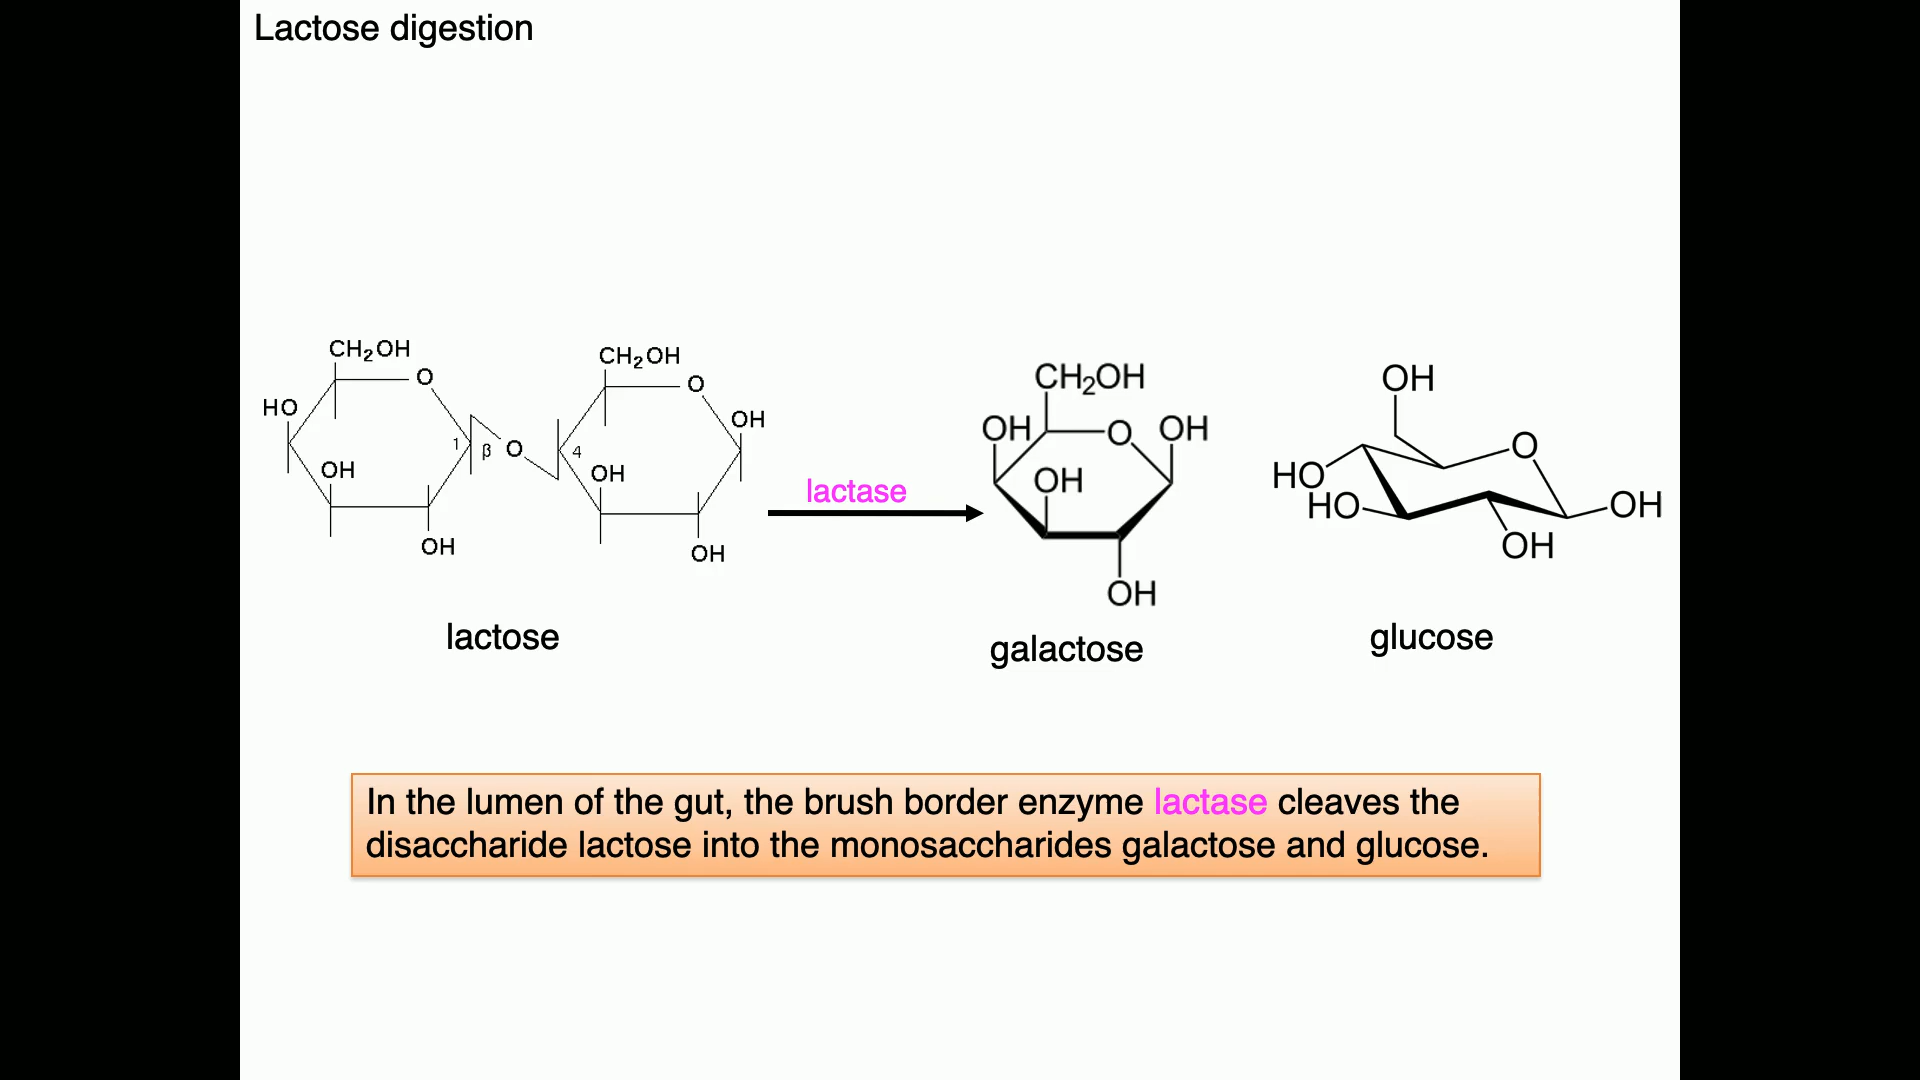 Lactose digestion
CH₂OH
O
HO
OH
1
β
O
OH
CH₂OH
O
OH
4
OH
OH
lactase
CH₂OH
OH
O
OH
OH
OH
OH
O
HO
HO
OH
OH
lactose
galactose
glucose
In the lumen of the gut, the brush border enzyme lactase cleaves the
disaccharide lactose into the monosaccharides galactose and glucose.